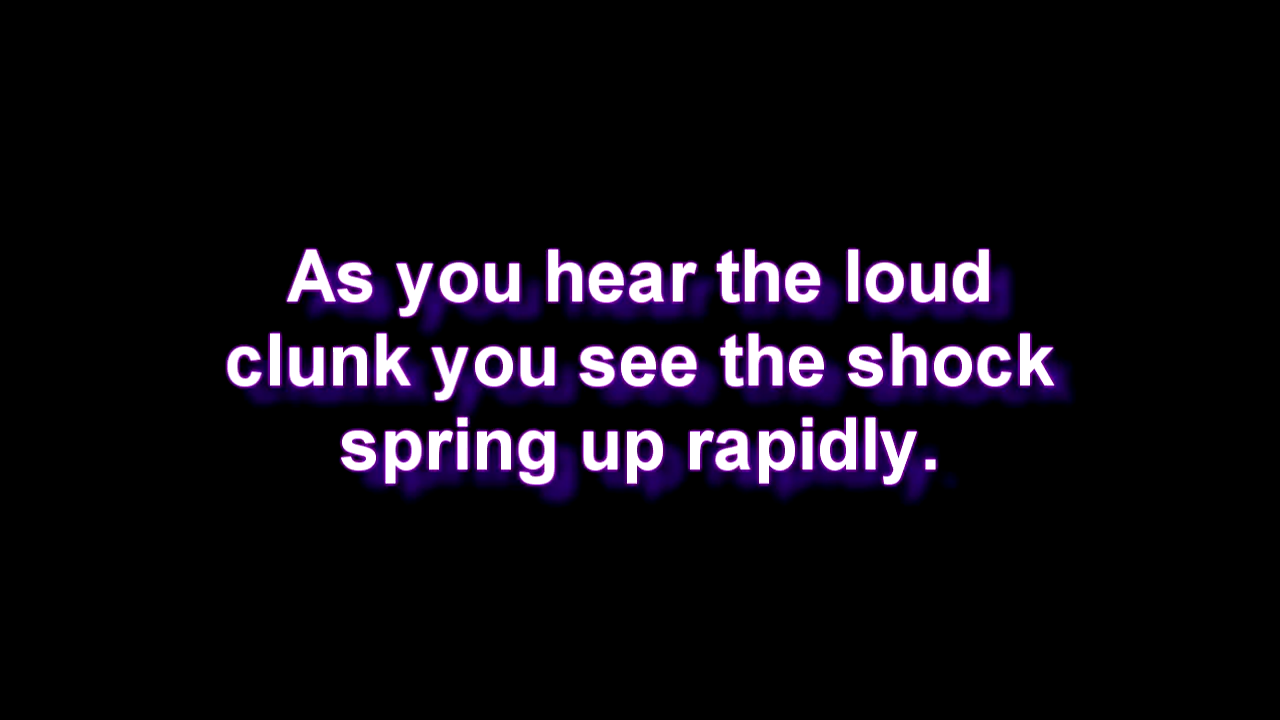 As you hear the loud
clunk you see the shock
spring up rapidly.